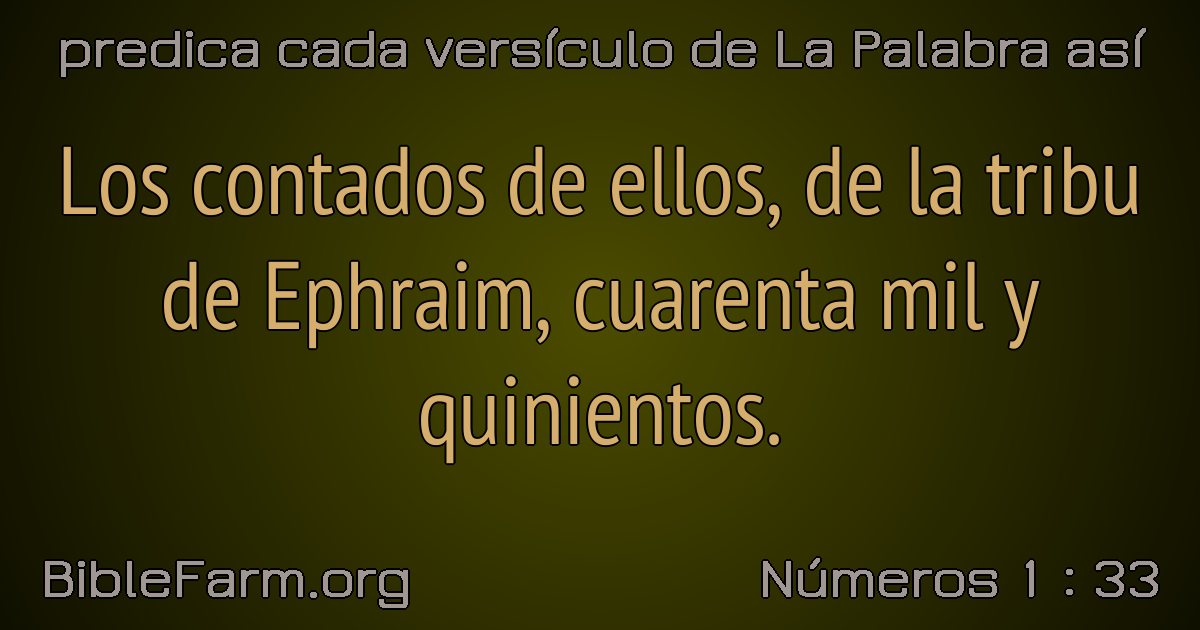 predica cada versículo de La Palabra así
Los contados de ellos, de la tribu
de Ephraim, cuarenta mil y
quinientos.
BibleFarm.org
Números 1 : 33